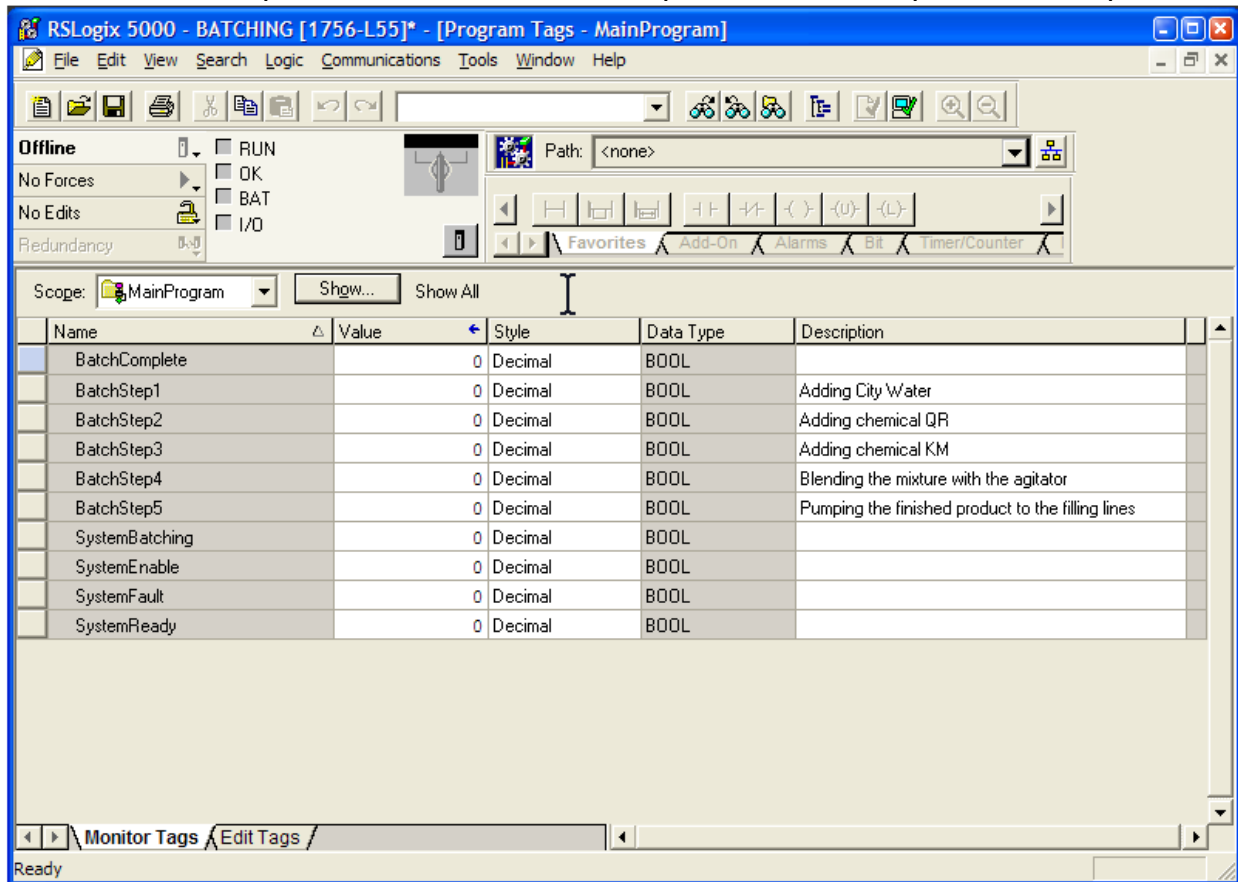 RSLogix 5000 - BATCHING [1756-L55]* - [Program Tags - MainProgram]
File Edit View Search Logic Communications Tools Window Help
Offline
RUN
Path: <none>
No Forces
OK
No Edits
BAT
I/O
Redundancy
Favorites Add-On Alarms Bit Timer/Counter
Scope: MainProgram Show... Show All
Name Value Style Data Type Description
BatchComplete 0 Decimal BOOL
BatchStep1 0 Decimal BOOL Adding City Water
BatchStep2 0 Decimal BOOL Adding chemical QR
BatchStep3 0 Decimal BOOL Adding chemical KM
BatchStep4 0 Decimal BOOL Blending the mixture with the agitator
BatchStep5 0 Decimal BOOL Pumping the finished product to the filling lines
SystemBatching 0 Decimal BOOL
SystemEnable 0 Decimal BOOL
SystemFault 0 Decimal BOOL
SystemReady 0 Decimal BOOL
Monitor Tags Edit Tags
Ready